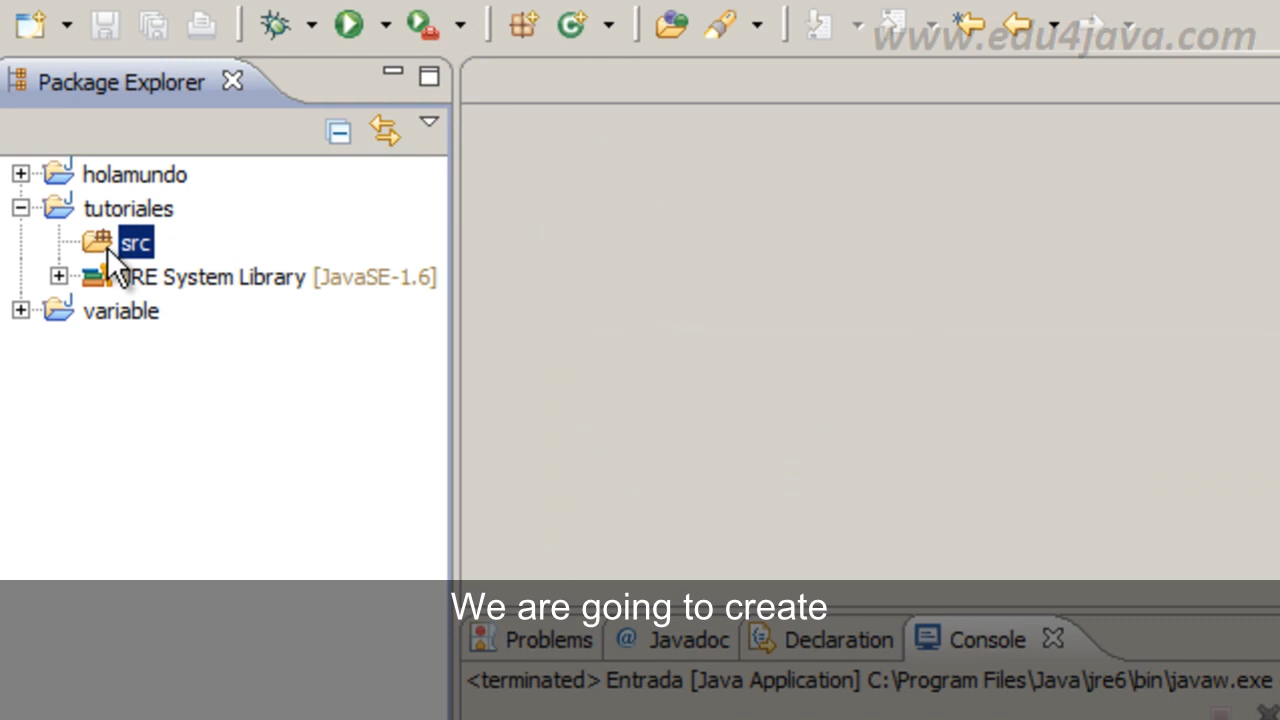 www.edu4java.com
Package Explorer
holamundo
tutoriales
src
JRE System Library [JavaSE-1.6]
variable
We are going to create
Problems @ Javadoc Declaration Console
<terminated> Entrada [Java Application] C:\Program Files\Java\jre6\bin\javaw.exe